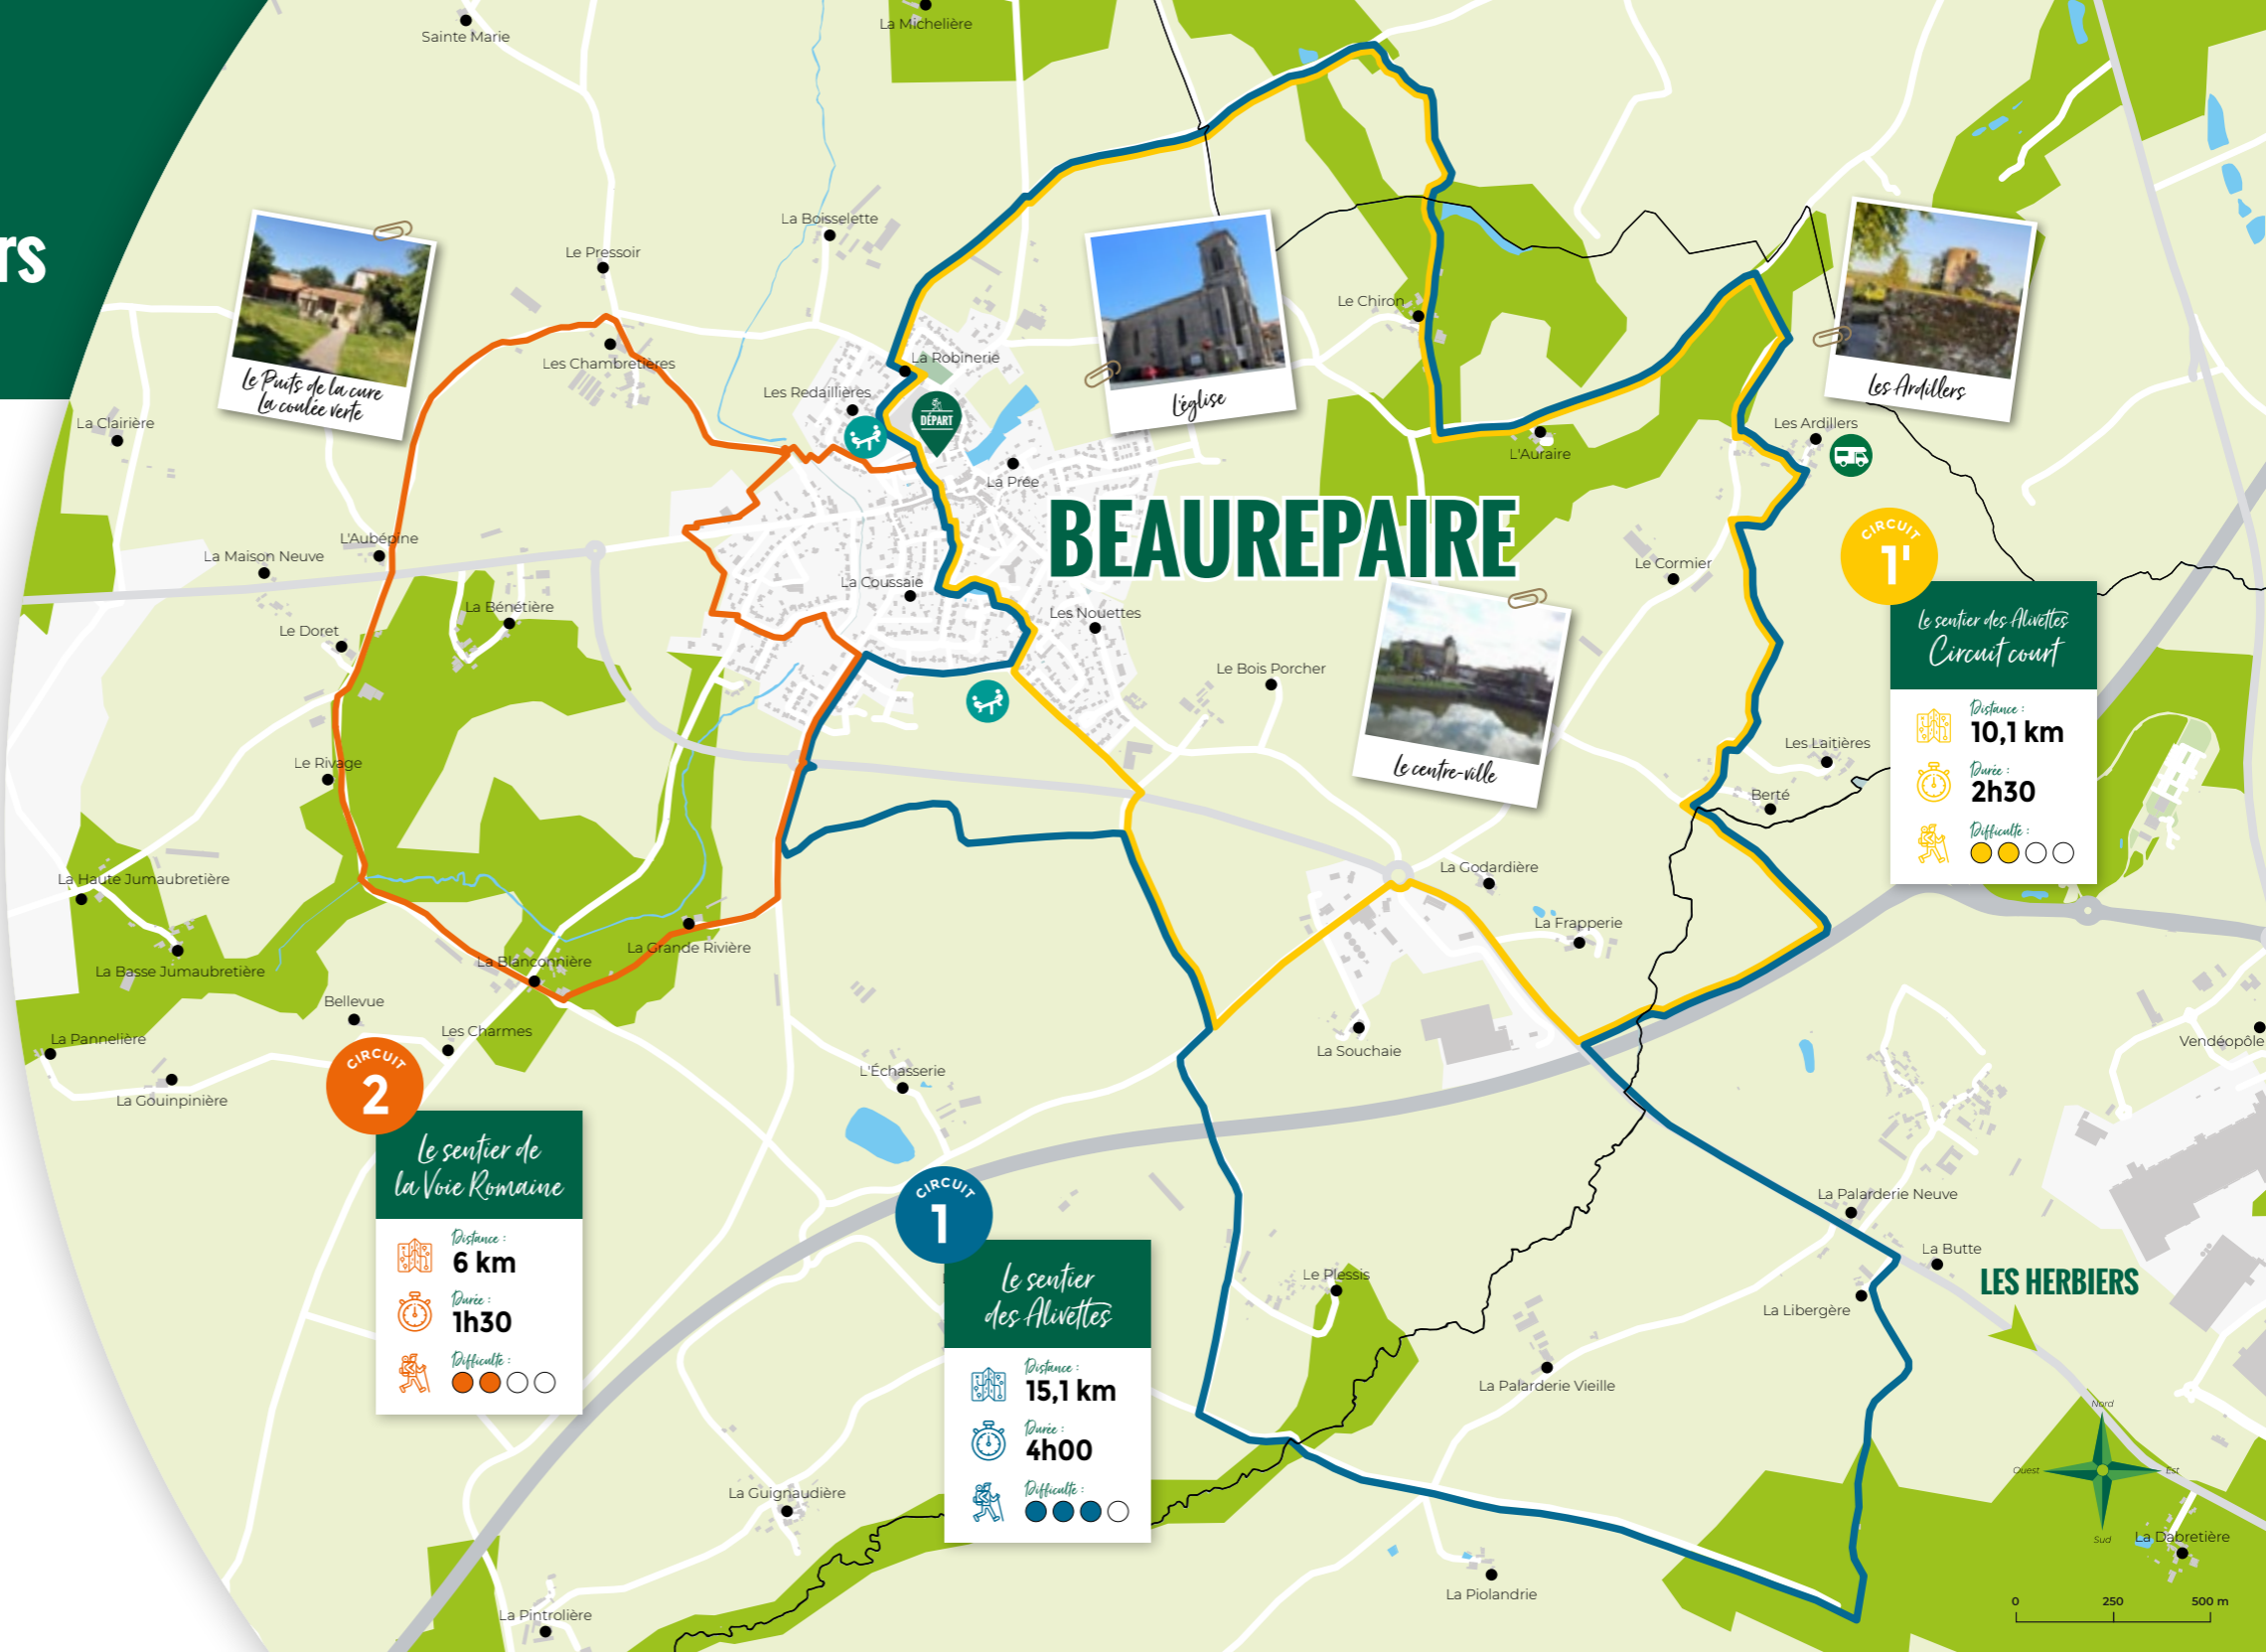 rs
Sainte Marie
La Michelière
La Boisselette
Le Pressoir
Le Puits de la cure
La coulée verte
L'église
Les Ardillers
Le Chiron
La Robinerie
Les Chambretières
Les Redaillières
DÉPART
La Clairière
Les Ardillers
L'Auraire
La Prée
BEAUREPAIRE
L'Aubépine
La Maison Neuve
Le Cormier
CIRCUIT
1'
Le sentier des Alivettes
Circuit court
Distance :
10,1 km
Durée :
2h30
Difficulté :
La Coussaie
La Bénétière
Les Nouettes
Le Doret
Le Bois Porcher
Le centre-ville
Les Laitières
Le Rivage
Berté
La Godardière
La Haute Jumaubretière
La Frapperie
La Grande Rivière
La Blanconnière
La Basse Jumaubretière
Bellevue
Les Charmes
La Pannelière
La Souchaie
Vendéopôle
L'Échasserie
La Gouinpinière
CIRCUIT
2
Le sentier de
la Voie Romaine
Distance :
6 km
Durée :
1h30
Difficulté :
CIRCUIT
1
Le sentier
des Alivettes
Distance :
15,1 km
Durée :
4h00
Difficulté :
La Palarderie Neuve
La Butte
Le Plessis
LES HERBIERS
La Libergère
La Palarderie Vieille
Nord
Ouest
Est
Sud
La Guignaudière
La Dabretière
La Piolandrie
La Pintrolière
0 250 500 m